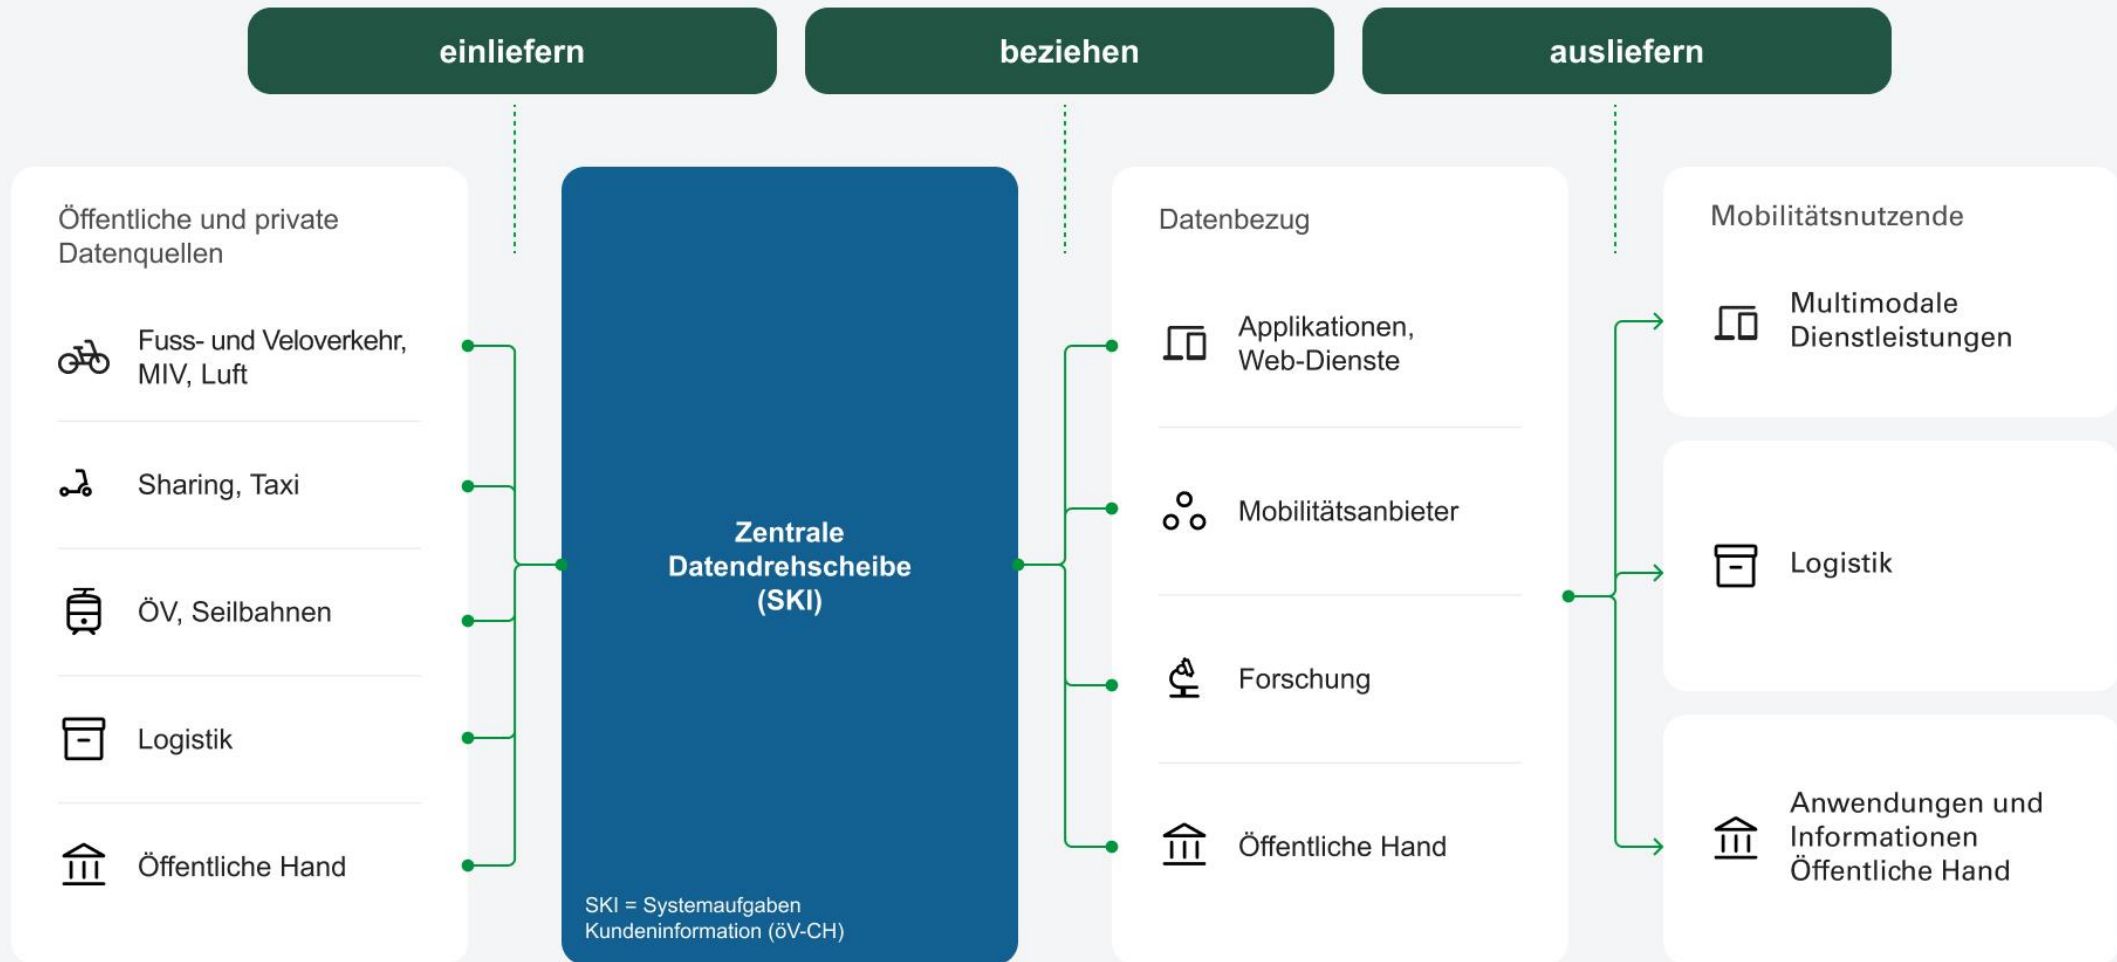 einliefern
beziehen
ausliefern
Öffentliche und private
Datenquellen
Fuss- und Veloverkehr,
MIV, Luft
Sharing, Taxi
ÖV, Seilbahnen
Logistik
Öffentliche Hand
Zentrale
Datendrehscheibe
(SKI)
SKI = Systemaufgaben
Kundeninformation (öV-CH)
Datenbezug
Applikationen,
Web-Dienste
Mobilitätsanbieter
Forschung
Öffentliche Hand
Mobilitätsnutzende
Multimodale
Dienstleistungen
Logistik
Anwendungen und
Informationen
Öffentliche Hand